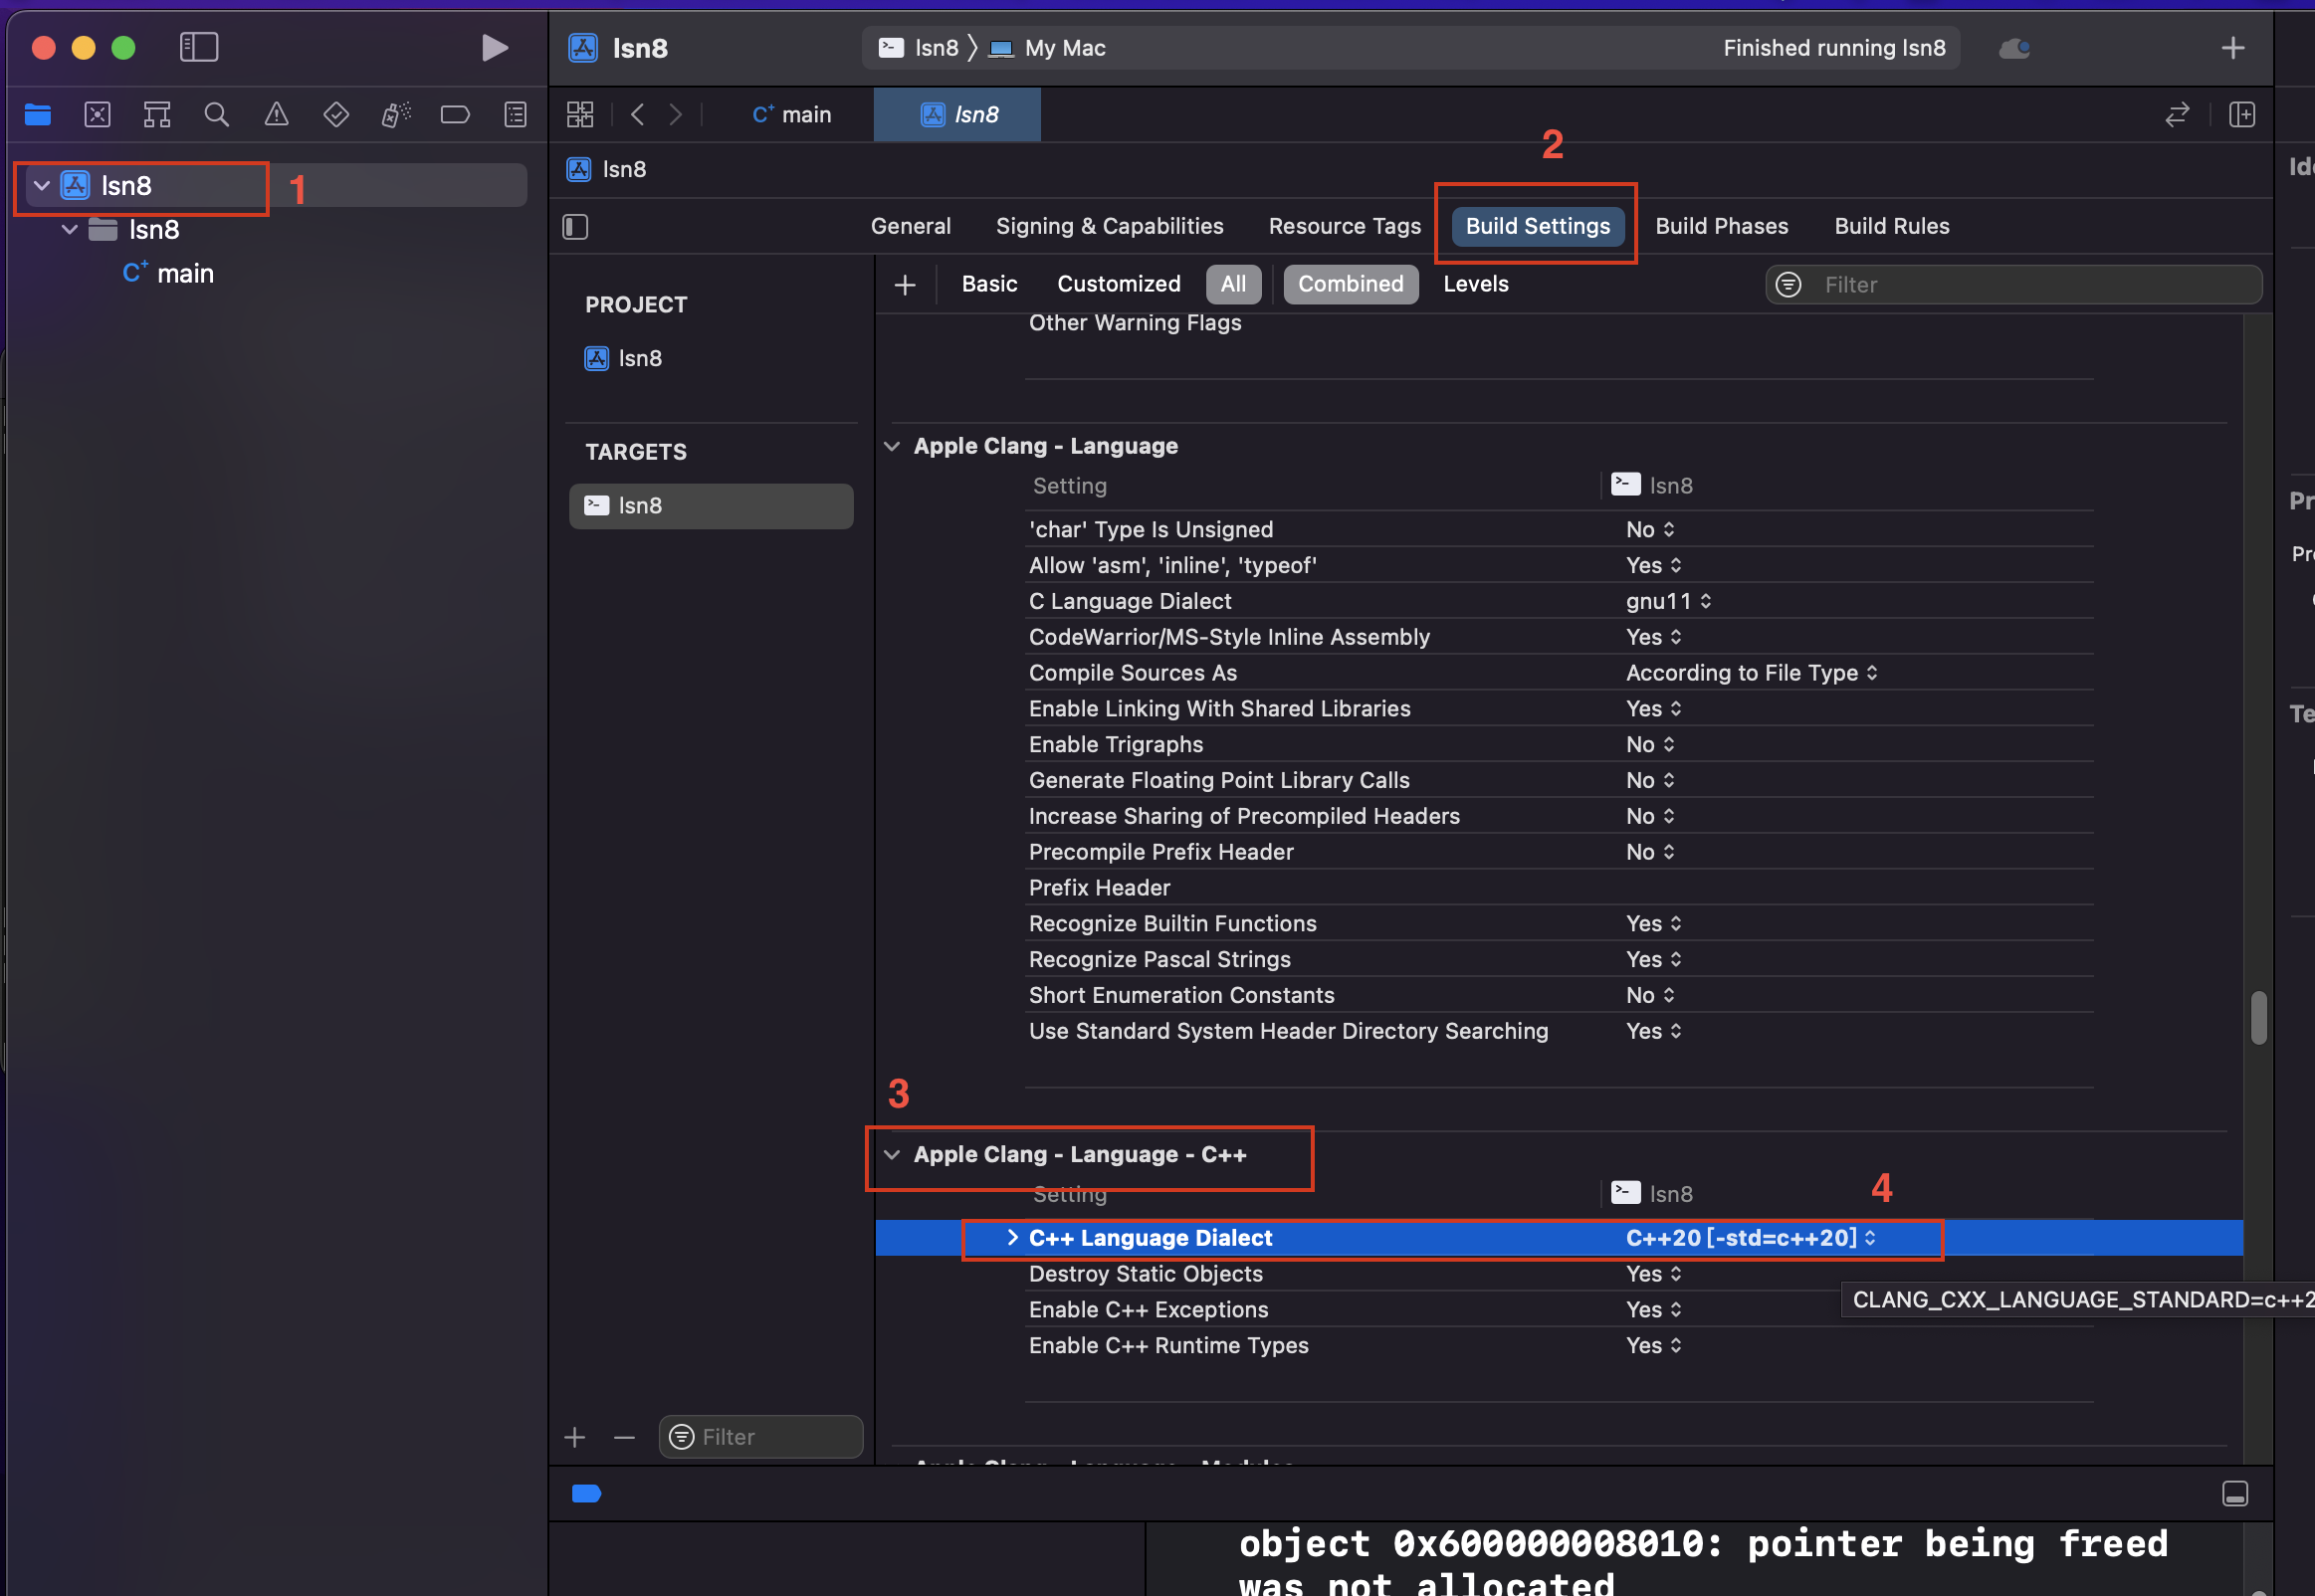 lsn8
lsn8 〉 My Mac
Finished running lsn8
main
lsn8
lsn8
1
lsn8
main
lsn8
2
General
Signing & Capabilities
Resource Tags
Build Settings
Build Phases
Build Rules
PROJECT
lsn8
TARGETS
lsn8
Filter
Basic
Customized
All
Combined
Levels
Filter
Other Warning Flags
Apple Clang - Language
Setting lsn8
'char' Type Is Unsigned No
Allow 'asm', 'inline', 'typeof' Yes
C Language Dialect gnu11
CodeWarrior/MS-Style Inline Assembly Yes
Compile Sources As According to File Type
Enable Linking With Shared Libraries Yes
Enable Trigraphs No
Generate Floating Point Library Calls No
Increase Sharing of Precompiled Headers No
Precompile Prefix Header No
Prefix Header
Recognize Builtin Functions Yes
Recognize Pascal Strings Yes
Short Enumeration Constants No
Use Standard System Header Directory Searching Yes
3
Apple Clang - Language - C++
Setting lsn8
4
C++ Language Dialect C++20 [-std=c++20]
Destroy Static Objects Yes
CLANG_CXX_LANGUAGE_STANDARD=c++2
Enable C++ Exceptions Yes
Enable C++ Runtime Types Yes
Apple Clang - Language - Modules
object 0x600000008010: pointer being freed
was not allocated